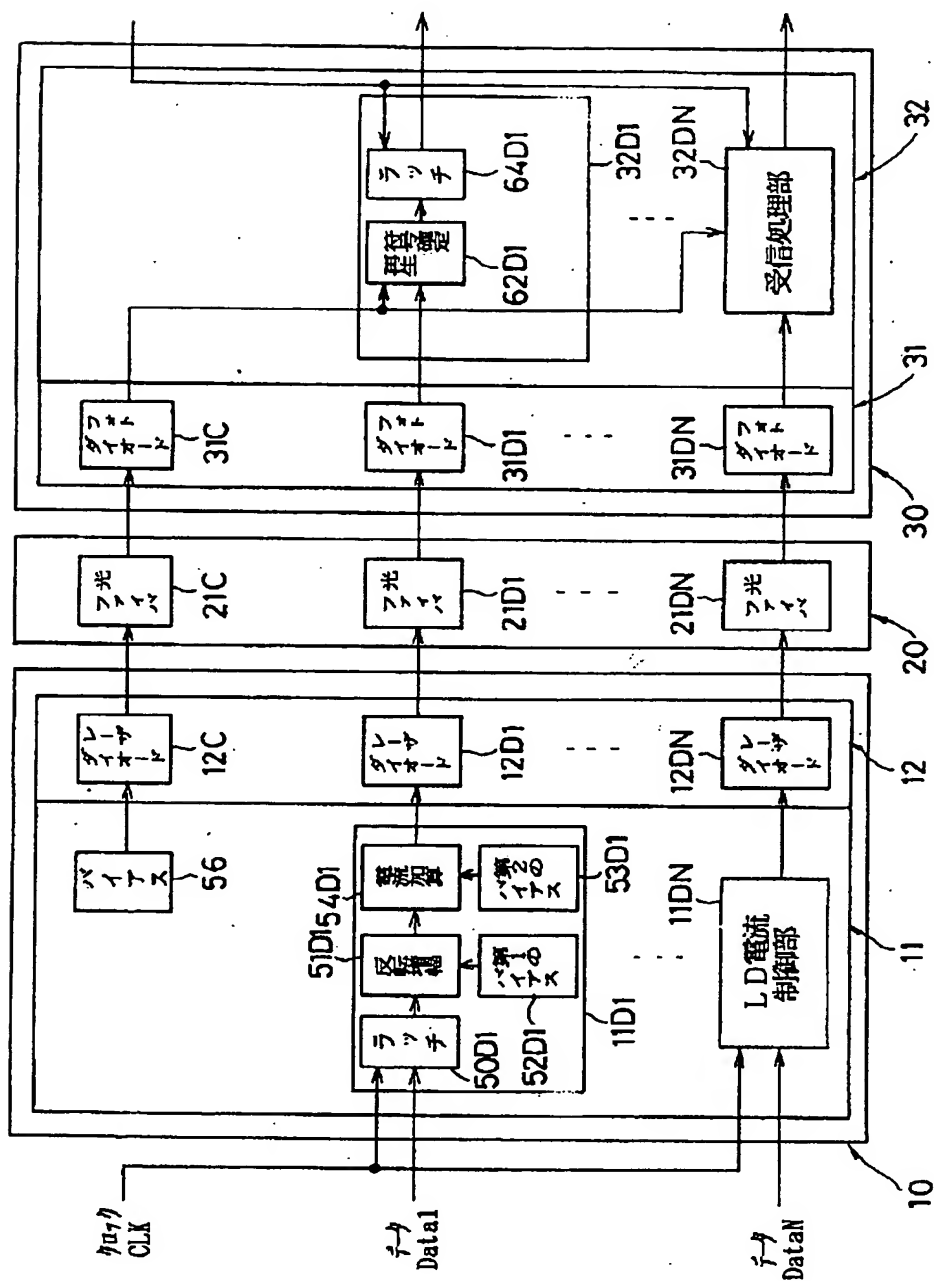 クロック
CLK
データ
Data1
データ
DataN
10
バイアス
56
ラッチ
50D1
反転増幅
51D1
第1の
バイアス
52D1
電流加算
54D1
第2の
バイアス
53D1
11D1
LD電流
制御部
11DN
11
レーザ
ダイオード
12C
レーザ
ダイオード
12D1
レーザ
ダイオード
12DN
12
光
ファイバ
21C
光
ファイバ
21D1
光
ファイバ
21DN
20
フォト
ダイオード
31C
フォト
ダイオード
31D1
フォト
ダイオード
31DN
31
30
符号確定
再生
62D1
ラッチ
64D1
32D1
受信処理部
32DN
32